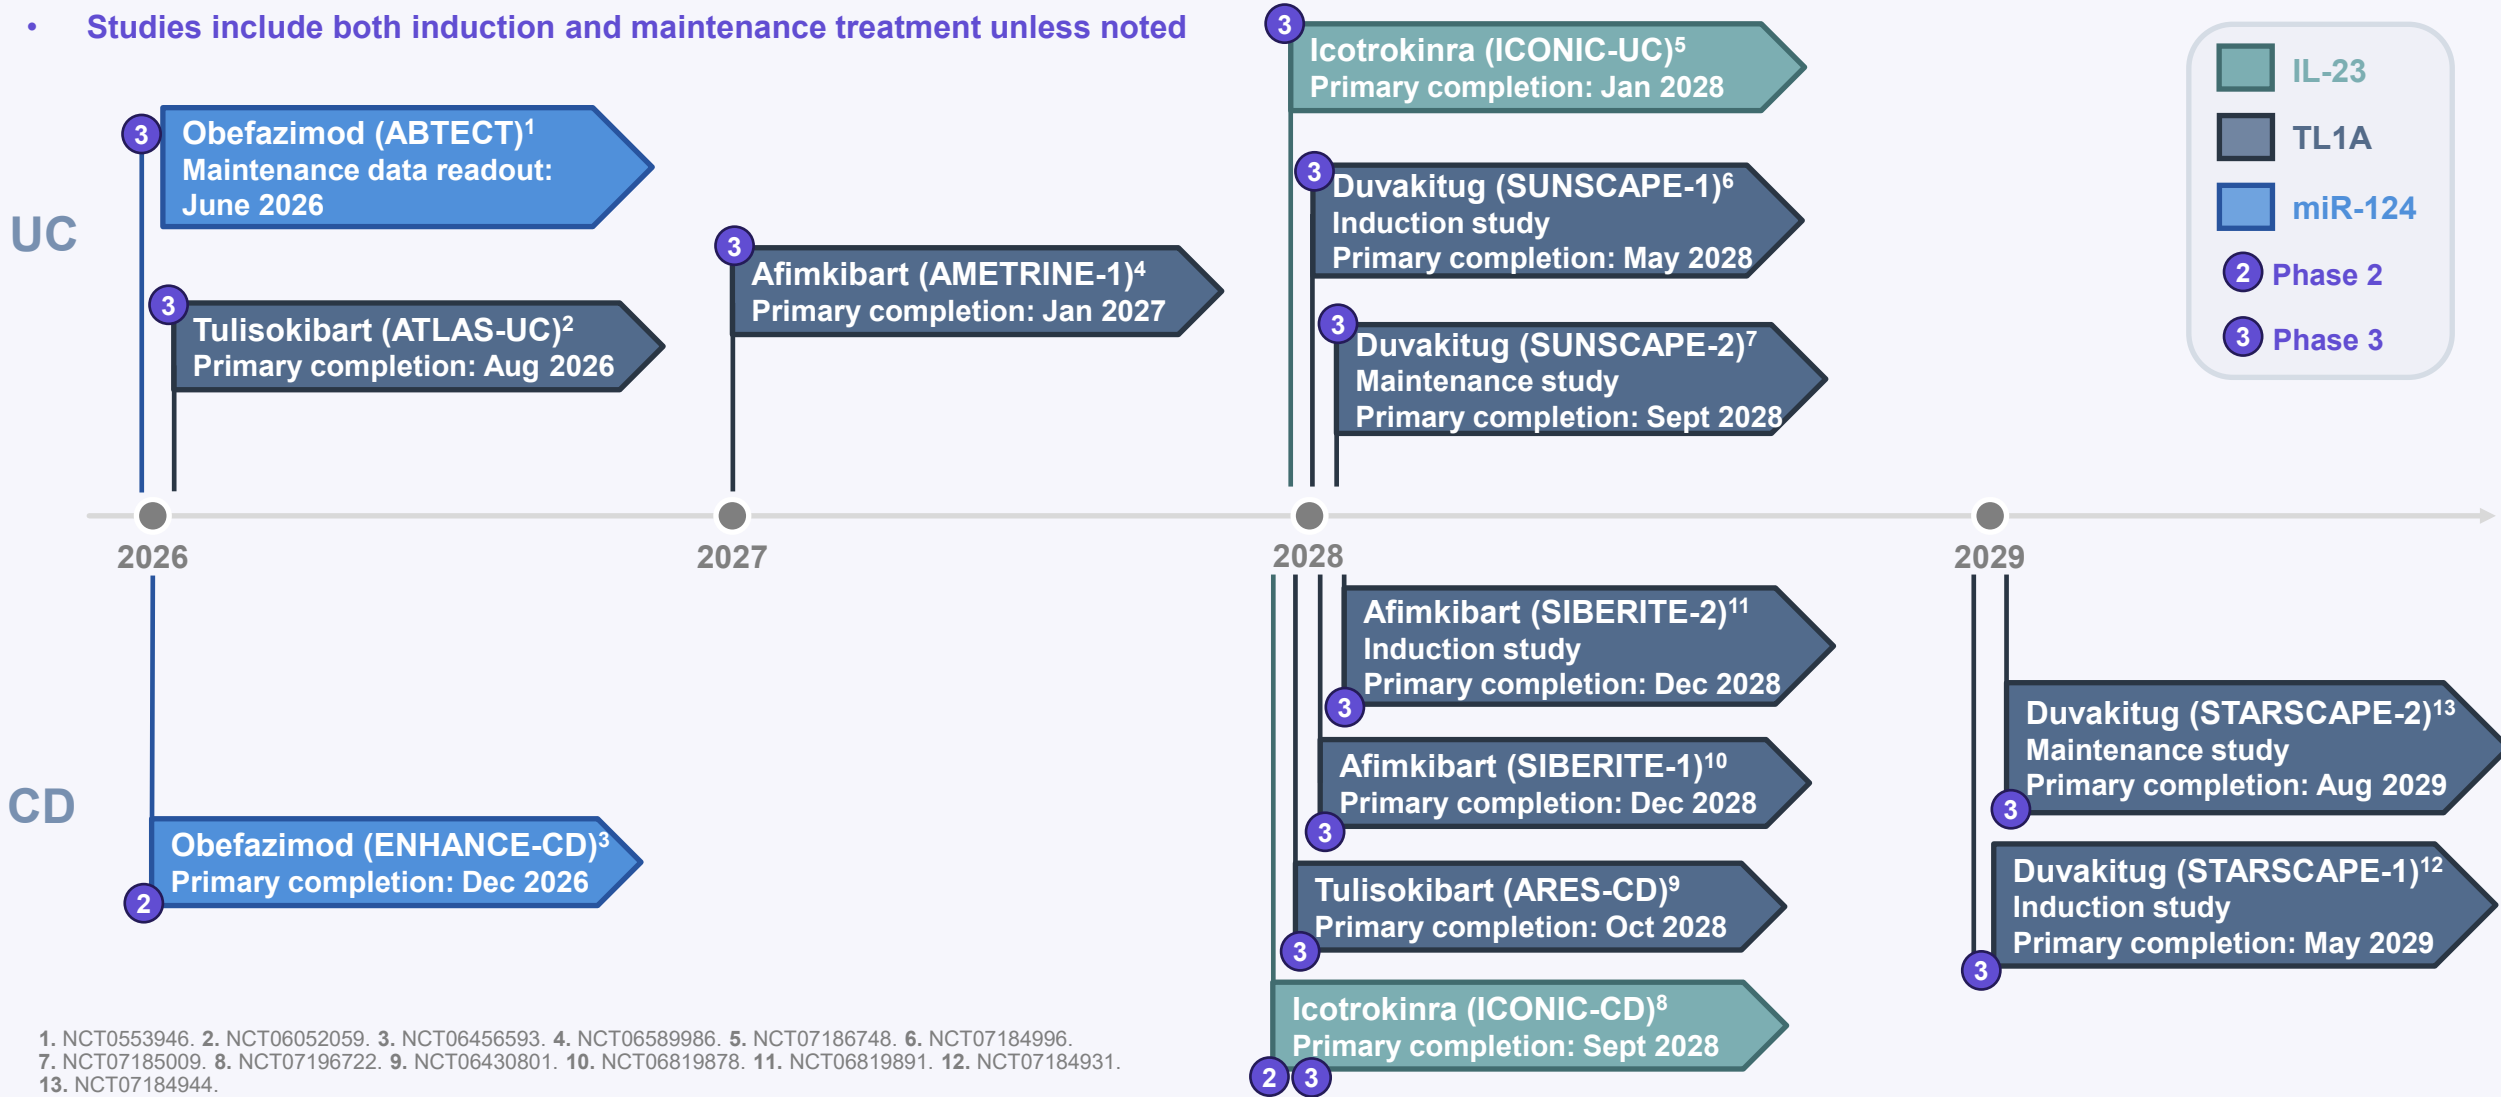 • Studies include both induction and maintenance treatment unless noted
UC
3
Obefazimod (ABTECT)1
Maintenance data readout:
June 2026
3
Tulisokibart (ATLAS-UC)2
Primary completion: Aug 2026
3
Afimkibart (AMETRINE-1)4
Primary completion: Jan 2027
3
Icotrokinra (ICONIC-UC)5
Primary completion: Jan 2028
3
Duvakitug (SUNSCAPE-1)6
Induction study
Primary completion: May 2028
3
Duvakitug (SUNSCAPE-2)7
Maintenance study
Primary completion: Sept 2028
IL-23
TL1A
miR-124
2 Phase 2
3 Phase 3
2026
2027
2028
2029
CD
Obefazimod (ENHANCE-CD)3
Primary completion: Dec 2026
2
Afimkibart (SIBERITE-2)11
Induction study
Primary completion: Dec 2028
3
Afimkibart (SIBERITE-1)10
Primary completion: Dec 2028
3
Tulisokibart (ARES-CD)9
Primary completion: Oct 2028
3
Icotrokinra (ICONIC-CD)8
Primary completion: Sept 2028
2 3
Duvakitug (STARSCAPE-2)13
Maintenance study
Primary completion: Aug 2029
3
Duvakitug (STARSCAPE-1)12
Induction study
Primary completion: May 2029
3
1. NCT0553946. 2. NCT06052059. 3. NCT06456593. 4. NCT06589986. 5. NCT07186748. 6. NCT07184996.
7. NCT07185009. 8. NCT07196722. 9. NCT06430801. 10. NCT06819878. 11. NCT06819891. 12. NCT07184931.
13. NCT07184944.